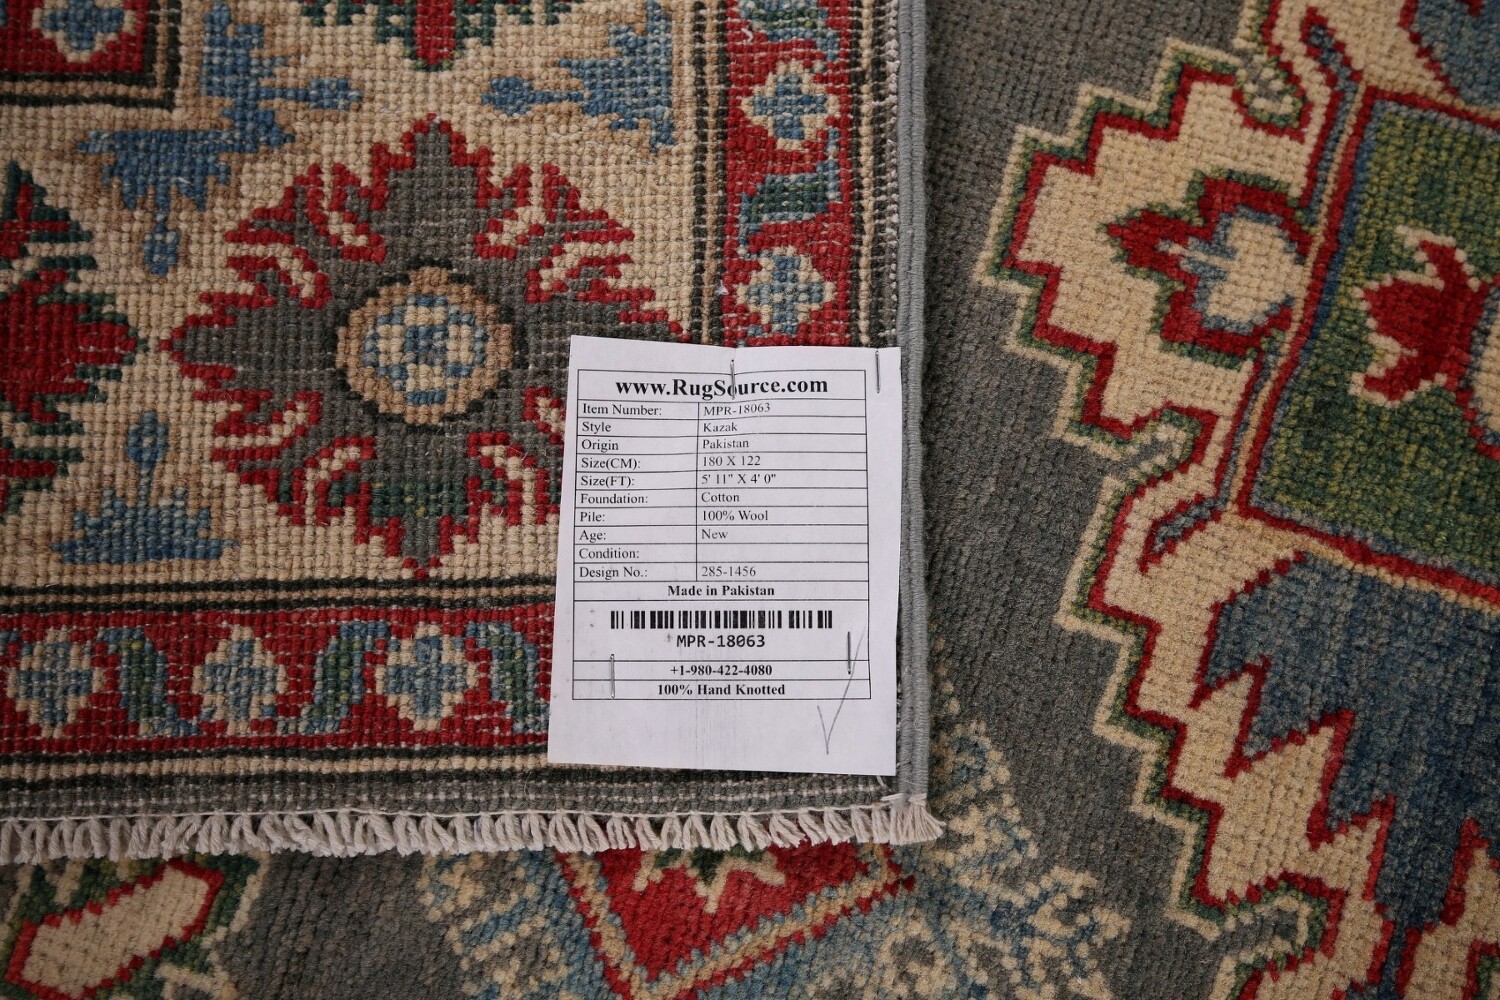 www.RugSource.com
Item Number: MPR-18063
Style Kazak
Origin Pakistan
Size(CM): 180 X 122
Size(FT): 5' 11" X 4' 0"
Foundation: Cotton
Pile: 100% Wool
Age: New
Condition:
Design No.: 285-1456
Made in Pakistan
MPR-18063
+1-980-422-4080
100% Hand Knotted